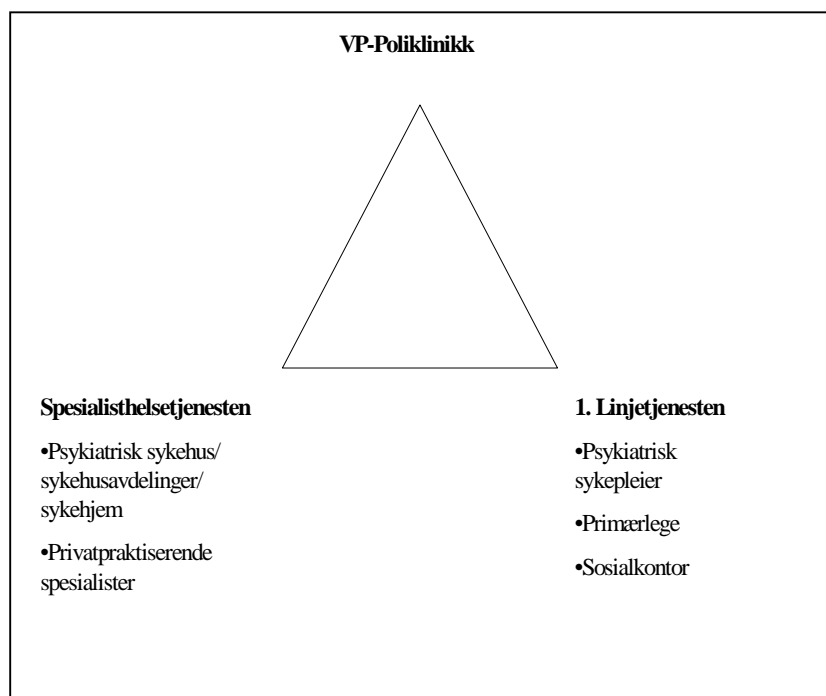 VP-Poliklinikk
Spesialisthelsetjenesten
•Psykiatrisk sykehus/
sykehusavdelinger/
sykehjem
•Privatpraktiserende
spesialister
1. Linjetjenesten
•Psykiatrisk
sykepleier
•Primærlege
•Sosialkontor